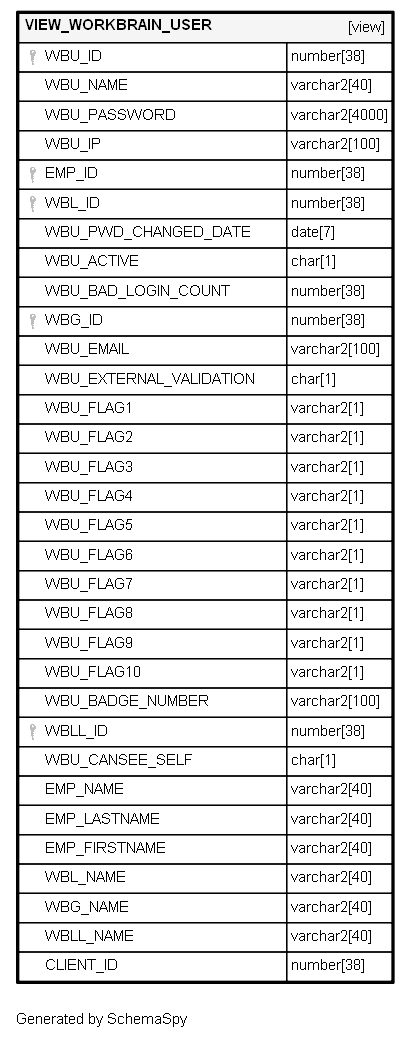 VIEW_WORKBRAIN_USER [view]
WBU_ID number[38]
WBU_NAME varchar2[40]
WBU_PASSWORD varchar2[4000]
WBU_IP varchar2[100]
EMP_ID number[38]
WBL_ID number[38]
WBU_PWD_CHANGED_DATE date[7]
WBU_ACTIVE char[1]
WBU_BAD_LOGIN_COUNT number[38]
WBG_ID number[38]
WBU_EMAIL varchar2[100]
WBU_EXTERNAL_VALIDATION char[1]
WBU_FLAG1 varchar2[1]
WBU_FLAG2 varchar2[1]
WBU_FLAG3 varchar2[1]
WBU_FLAG4 varchar2[1]
WBU_FLAG5 varchar2[1]
WBU_FLAG6 varchar2[1]
WBU_FLAG7 varchar2[1]
WBU_FLAG8 varchar2[1]
WBU_FLAG9 varchar2[1]
WBU_FLAG10 varchar2[1]
WBU_BADGE_NUMBER varchar2[100]
WBLL_ID number[38]
WBU_CANSEE_SELF char[1]
EMP_NAME varchar2[40]
EMP_LASTNAME varchar2[40]
EMP_FIRSTNAME varchar2[40]
WBL_NAME varchar2[40]
WBG_NAME varchar2[40]
WBLL_NAME varchar2[40]
CLIENT_ID number[38]
Generated by SchemaSpy